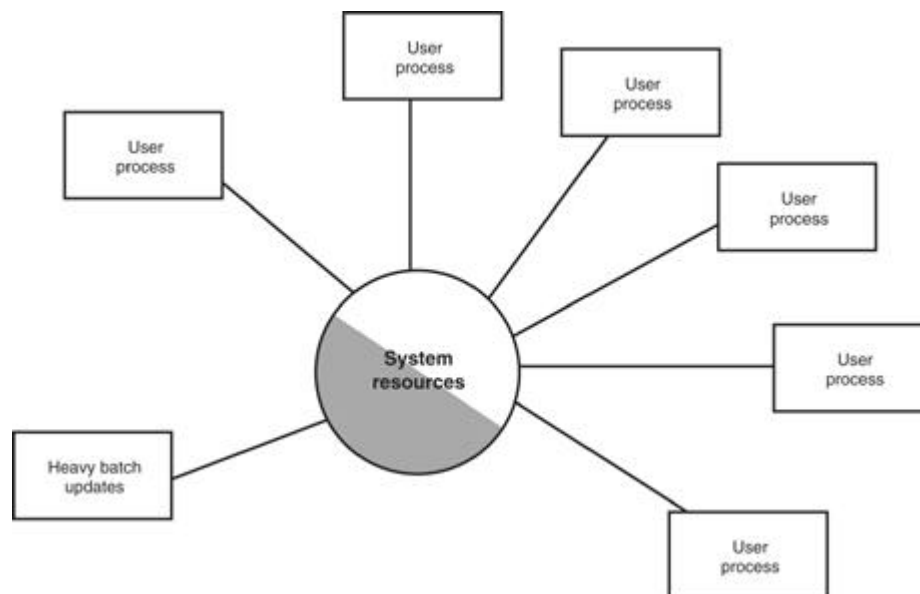 User
process
User
process
User
process
User
process
System
resources
User
process
Heavy batch
updates
User
process